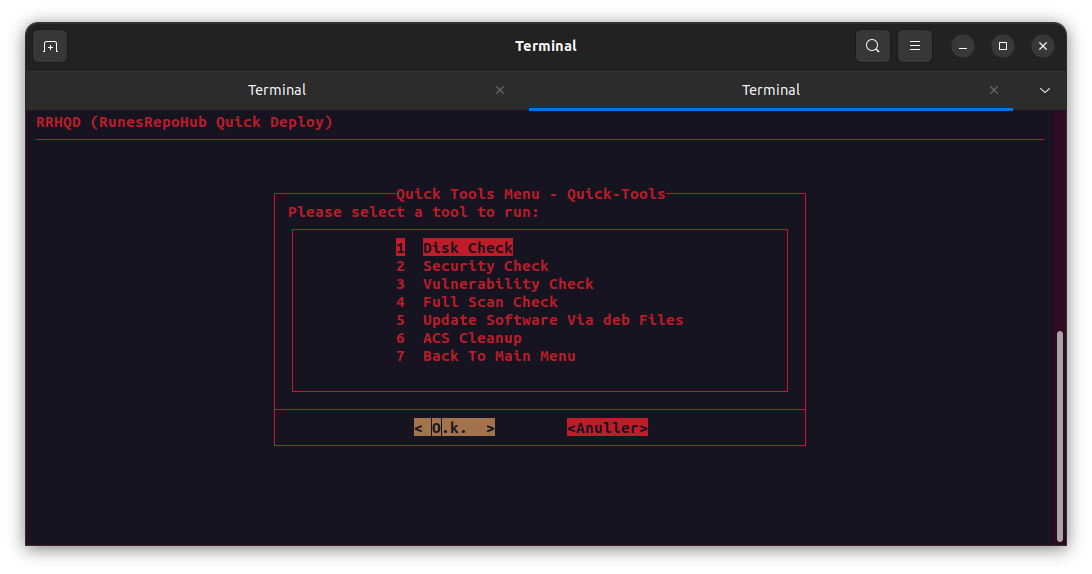 Terminal
Terminal Terminal
RRHQD (RunesRepoHub Quick Deploy)
Quick Tools Menu - Quick-Tools
Please select a tool to run:
1 Disk Check
2 Security Check
3 Vulnerability Check
4 Full Scan Check
5 Update Software Via deb Files
6 ACS Cleanup
7 Back To Main Menu
< O.k. > <Anuller>